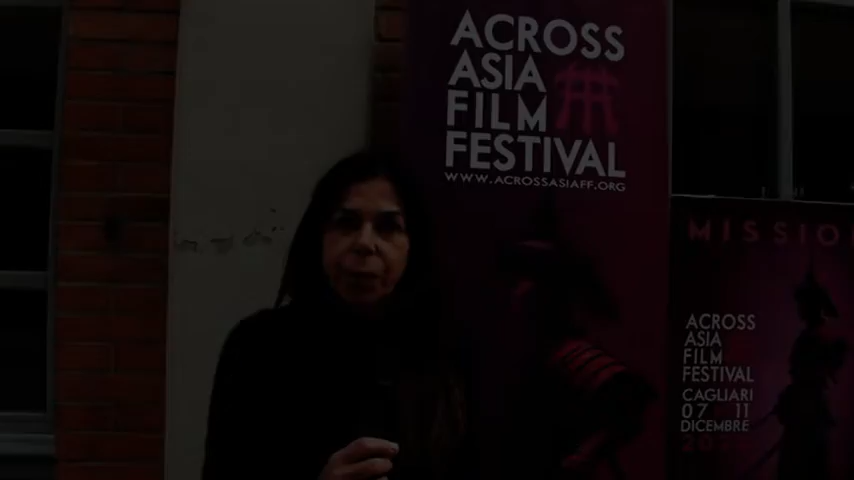 ACROSS
ASIA
FILM
FESTIVAL
WWW.ACROSSASIAFF.ORG
MISSIO
ACROSS
ASIA
FILM
FESTIVAL
CAGLIARI
07 11
DICEMBRE